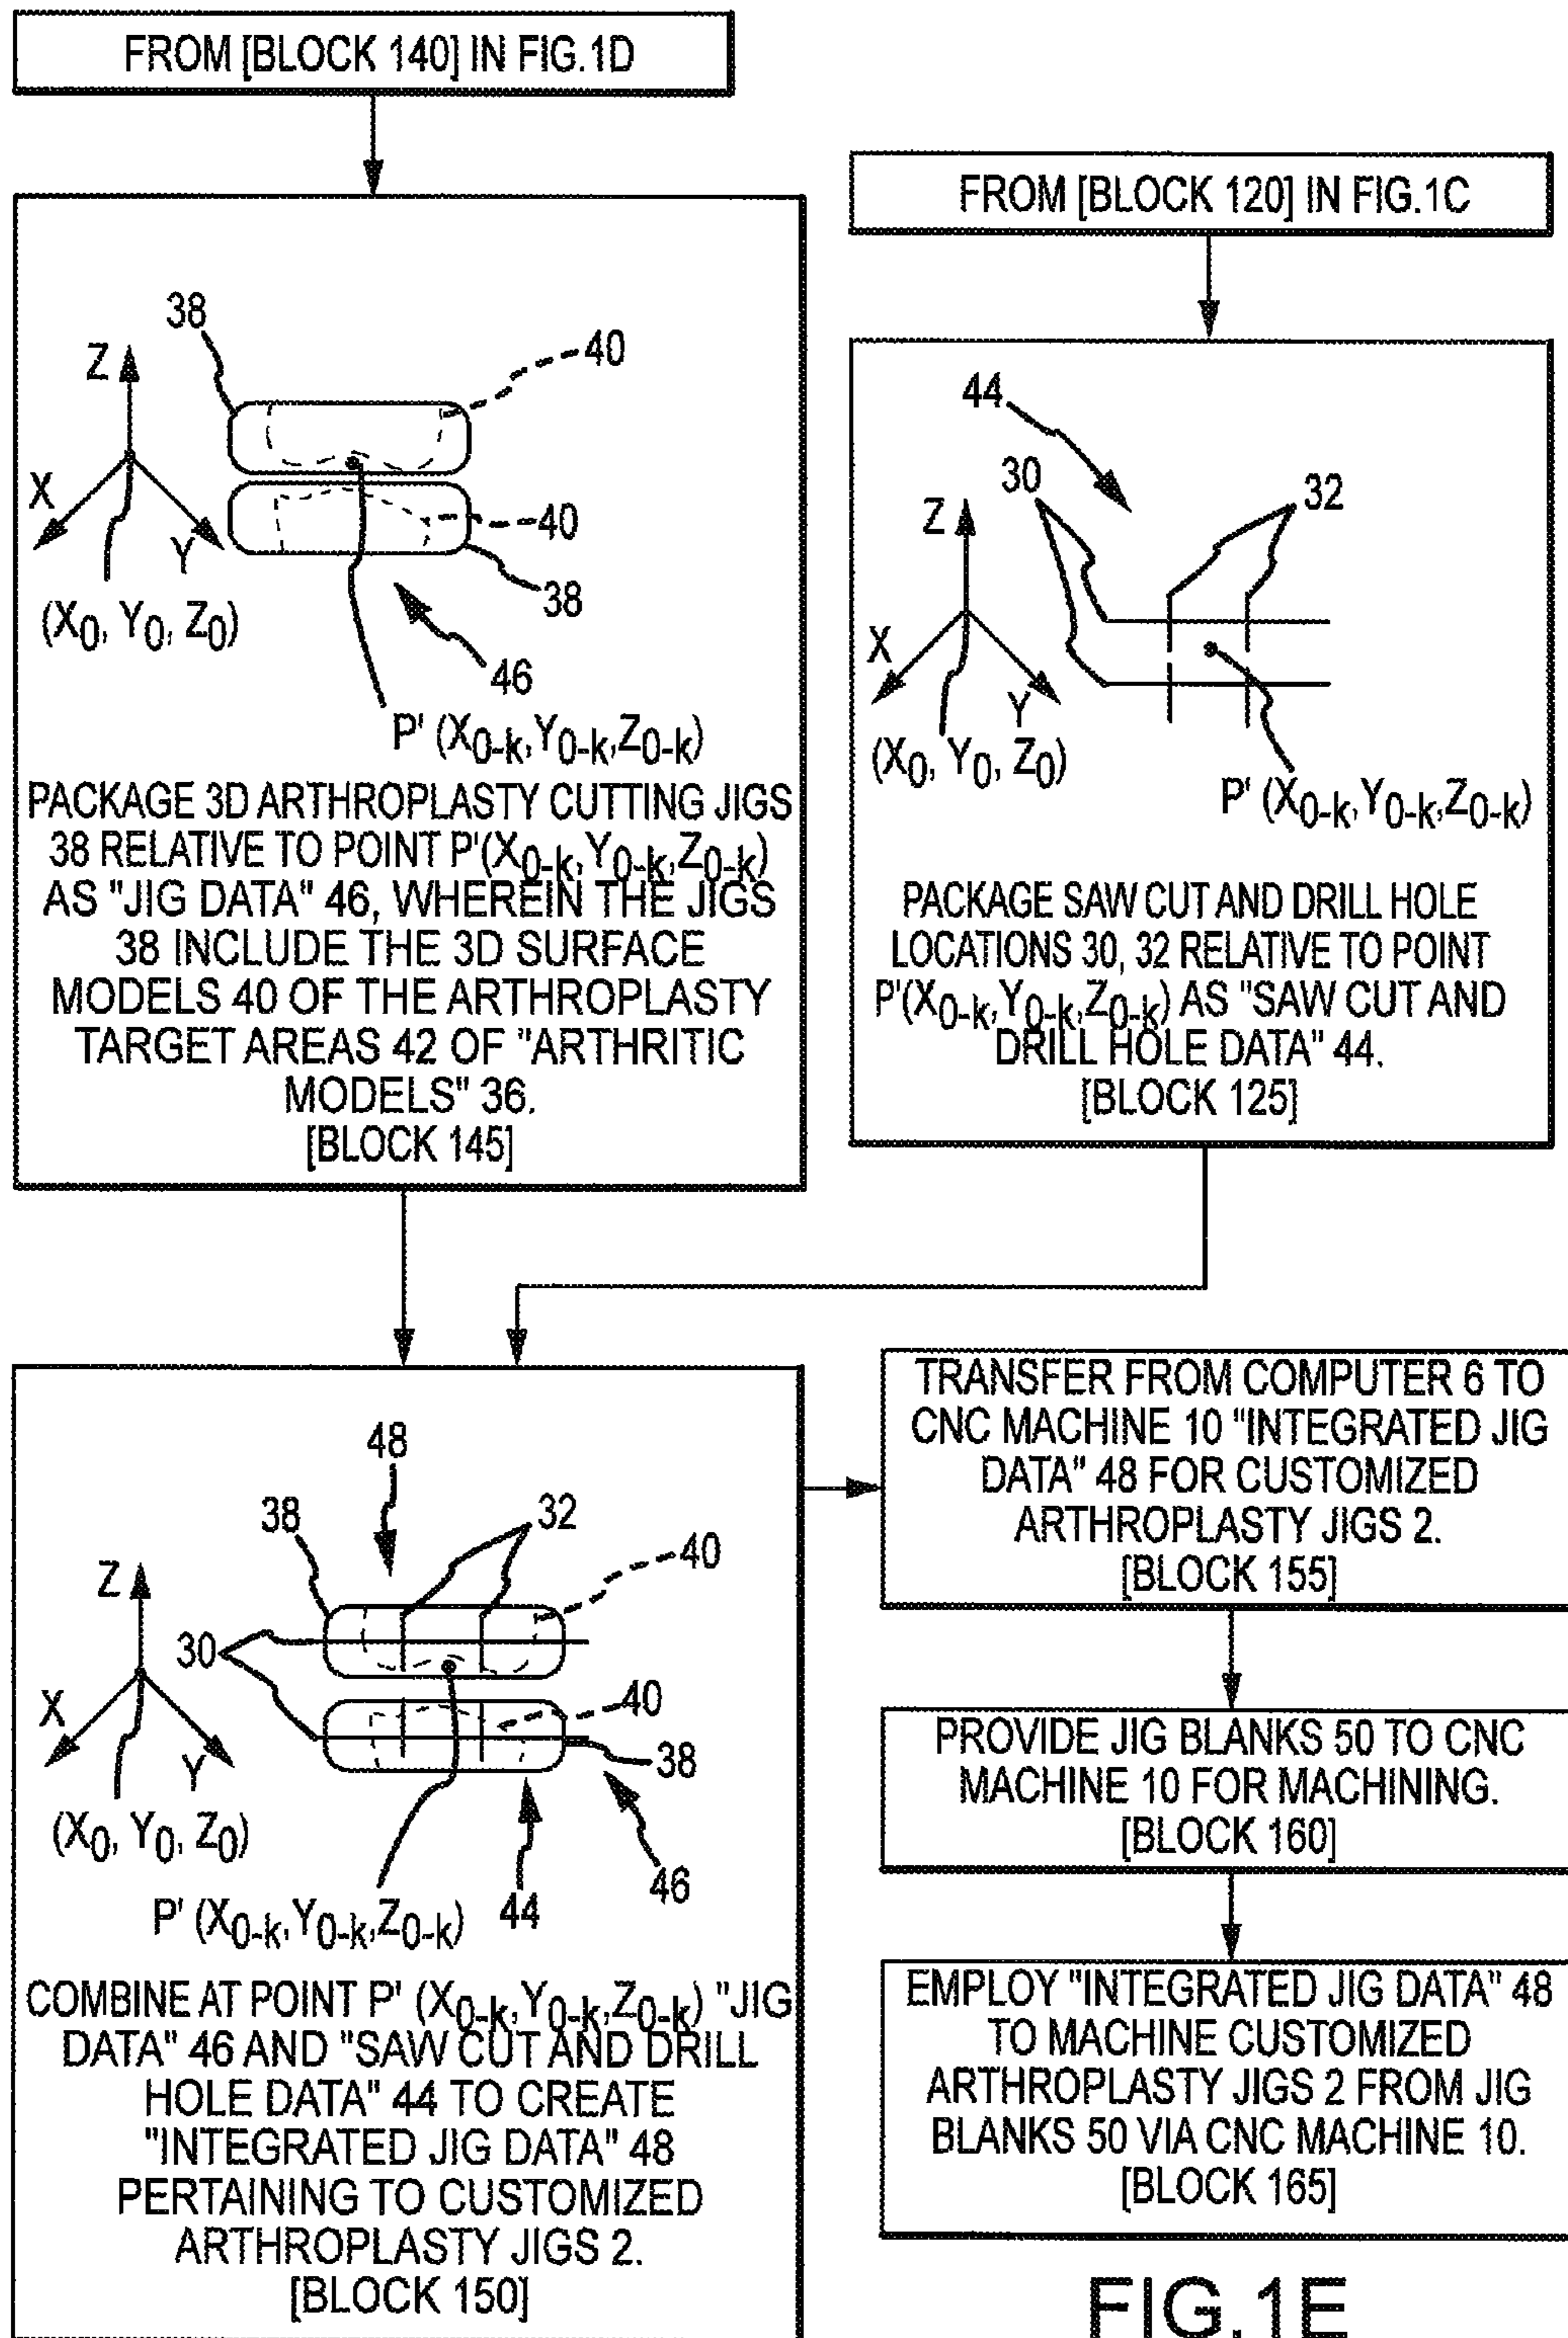 FROM [BLOCK 140] IN FIG.1D
38
40
Z
X
Y
40
38
(X0, Y0, Z0)
46
P' (X0-k,Y0-k,Z0-k)
PACKAGE 3D ARTHROPLASTY CUTTING JIGS
38 RELATIVE TO POINT P'(X0-k,Y0-k,Z0-k)
AS "JIG DATA" 46, WHEREIN THE JIGS
38 INCLUDE THE 3D SURFACE
MODELS 40 OF THE ARTHROPLASTY
TARGET AREAS 42 OF "ARTHRITIC
MODELS" 36.
[BLOCK 145]
FROM [BLOCK 120] IN FIG.1C
44
30
32
Z
X
Y
(X0, Y0, Z0)
P' (X0-k,Y0-k,Z0-k)
PACKAGE SAW CUT AND DRILL HOLE
LOCATIONS 30, 32 RELATIVE TO POINT
P'(X0-k,Y0-k,Z0-k) AS "SAW CUT AND
DRILL HOLE DATA" 44.
[BLOCK 125]
48
38
32
40
Z
30
X
Y
40
38
(X0, Y0, Z0)
P' (X0-k,Y0-k,Z0-k)
44
46
COMBINE AT POINT P' (X0-k,Y0-k,Z0-k) "JIG
DATA" 46 AND "SAW CUT AND DRILL
HOLE DATA" 44 TO CREATE
"INTEGRATED JIG DATA" 48
PERTAINING TO CUSTOMIZED
ARTHROPLASTY JIGS 2.
[BLOCK 150]
TRANSFER FROM COMPUTER 6 TO
CNC MACHINE 10 "INTEGRATED JIG
DATA" 48 FOR CUSTOMIZED
ARTHROPLASTY JIGS 2.
[BLOCK 155]
PROVIDE JIG BLANKS 50 TO CNC
MACHINE 10 FOR MACHINING.
[BLOCK 160]
EMPLOY "INTEGRATED JIG DATA" 48
TO MACHINE CUSTOMIZED
ARTHROPLASTY JIGS 2 FROM JIG
BLANKS 50 VIA CNC MACHINE 10.
[BLOCK 165]
FIG.1E